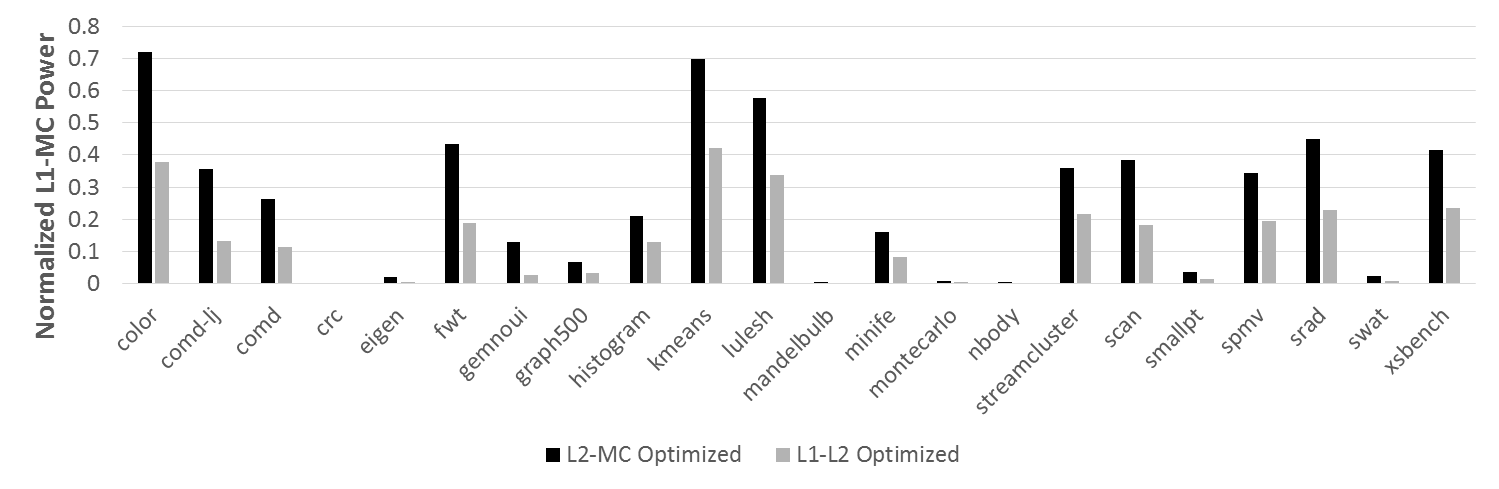 Normalized L1-MC Power
0.8
0.7
0.6
0.5
0.4
0.3
0.2
0.1
0
color
comd-lj
comd
crc
eigen
fwt
gemnoui
graph500
histogram
kmeans
lulesh
mandelbulb
minife
montecarlo
nbody
streamcluster
scan
smallpt
spmv
srad
swat
xsbench
L2-MC Optimized
L1-L2 Optimized